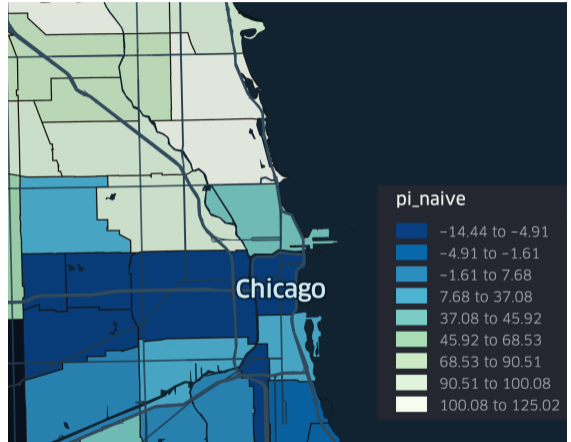 pi_naive
−14.44 to −4.91
−4.91 to −1.61
−1.61 to 7.68
7.68 to 37.08
Chicago
37.08 to 45.92
45.92 to 68.53
68.53 to 90.51
90.51 to 100.08
100.08 to 125.02